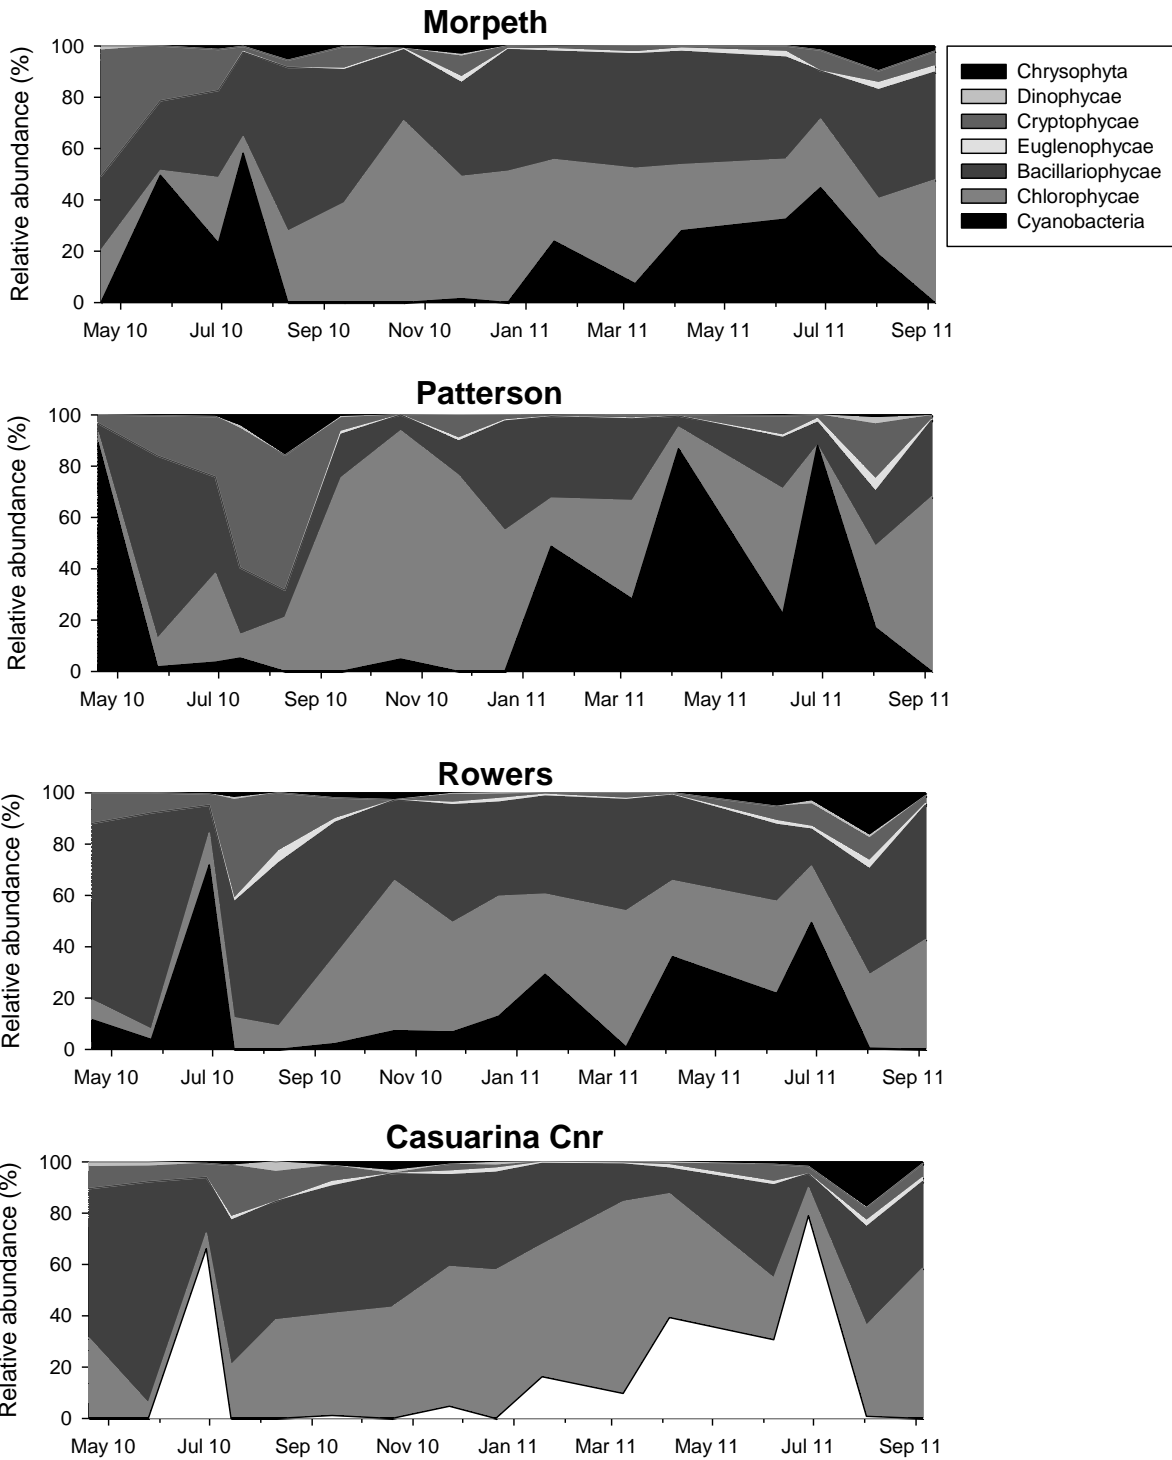 Morpeth
Relative abundance (%)
100
80
60
40
20
0
May 10 Jul 10 Sep 10 Nov 10 Jan 11 Mar 11 May 11 Jul 11 Sep 11
Chrysophyta
Dinophycae
Cryptophycae
Euglenophycae
Bacillariophycae
Chlorophycae
Cyanobacteria
Patterson
Relative abundance (%)
100
80
60
40
20
0
May 10 Jul 10 Sep 10 Nov 10 Jan 11 Mar 11 May 11 Jul 11 Sep 11
Rowers
Relative abundance (%)
100
80
60
40
20
0
May 10 Jul 10 Sep 10 Nov 10 Jan 11 Mar 11 May 11 Jul 11 Sep 11
Casuarina Cnr
Relative abundance (%)
100
80
60
40
20
0
May 10 Jul 10 Sep 10 Nov 10 Jan 11 Mar 11 May 11 Jul 11 Sep 11